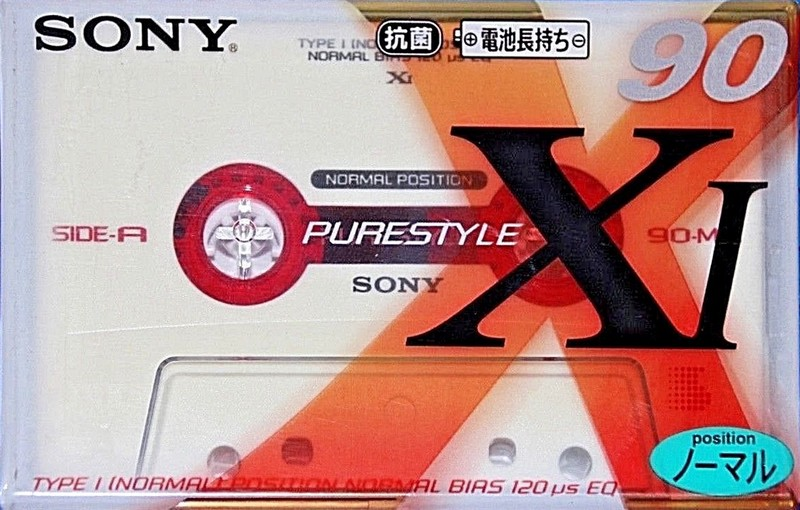 SONY®
抗菌
⊕電池長持ち⊖
90
TYPE I (NO
NORMAL BIAS 120 μs EQ
XI
NORMAL POSITION
XI
SIDE-A
PURESTYLE
90-M
SONY
position
ノーマル
TYPE I (NORMAL) POSITION NORMAL BIAS 120 μs EQ